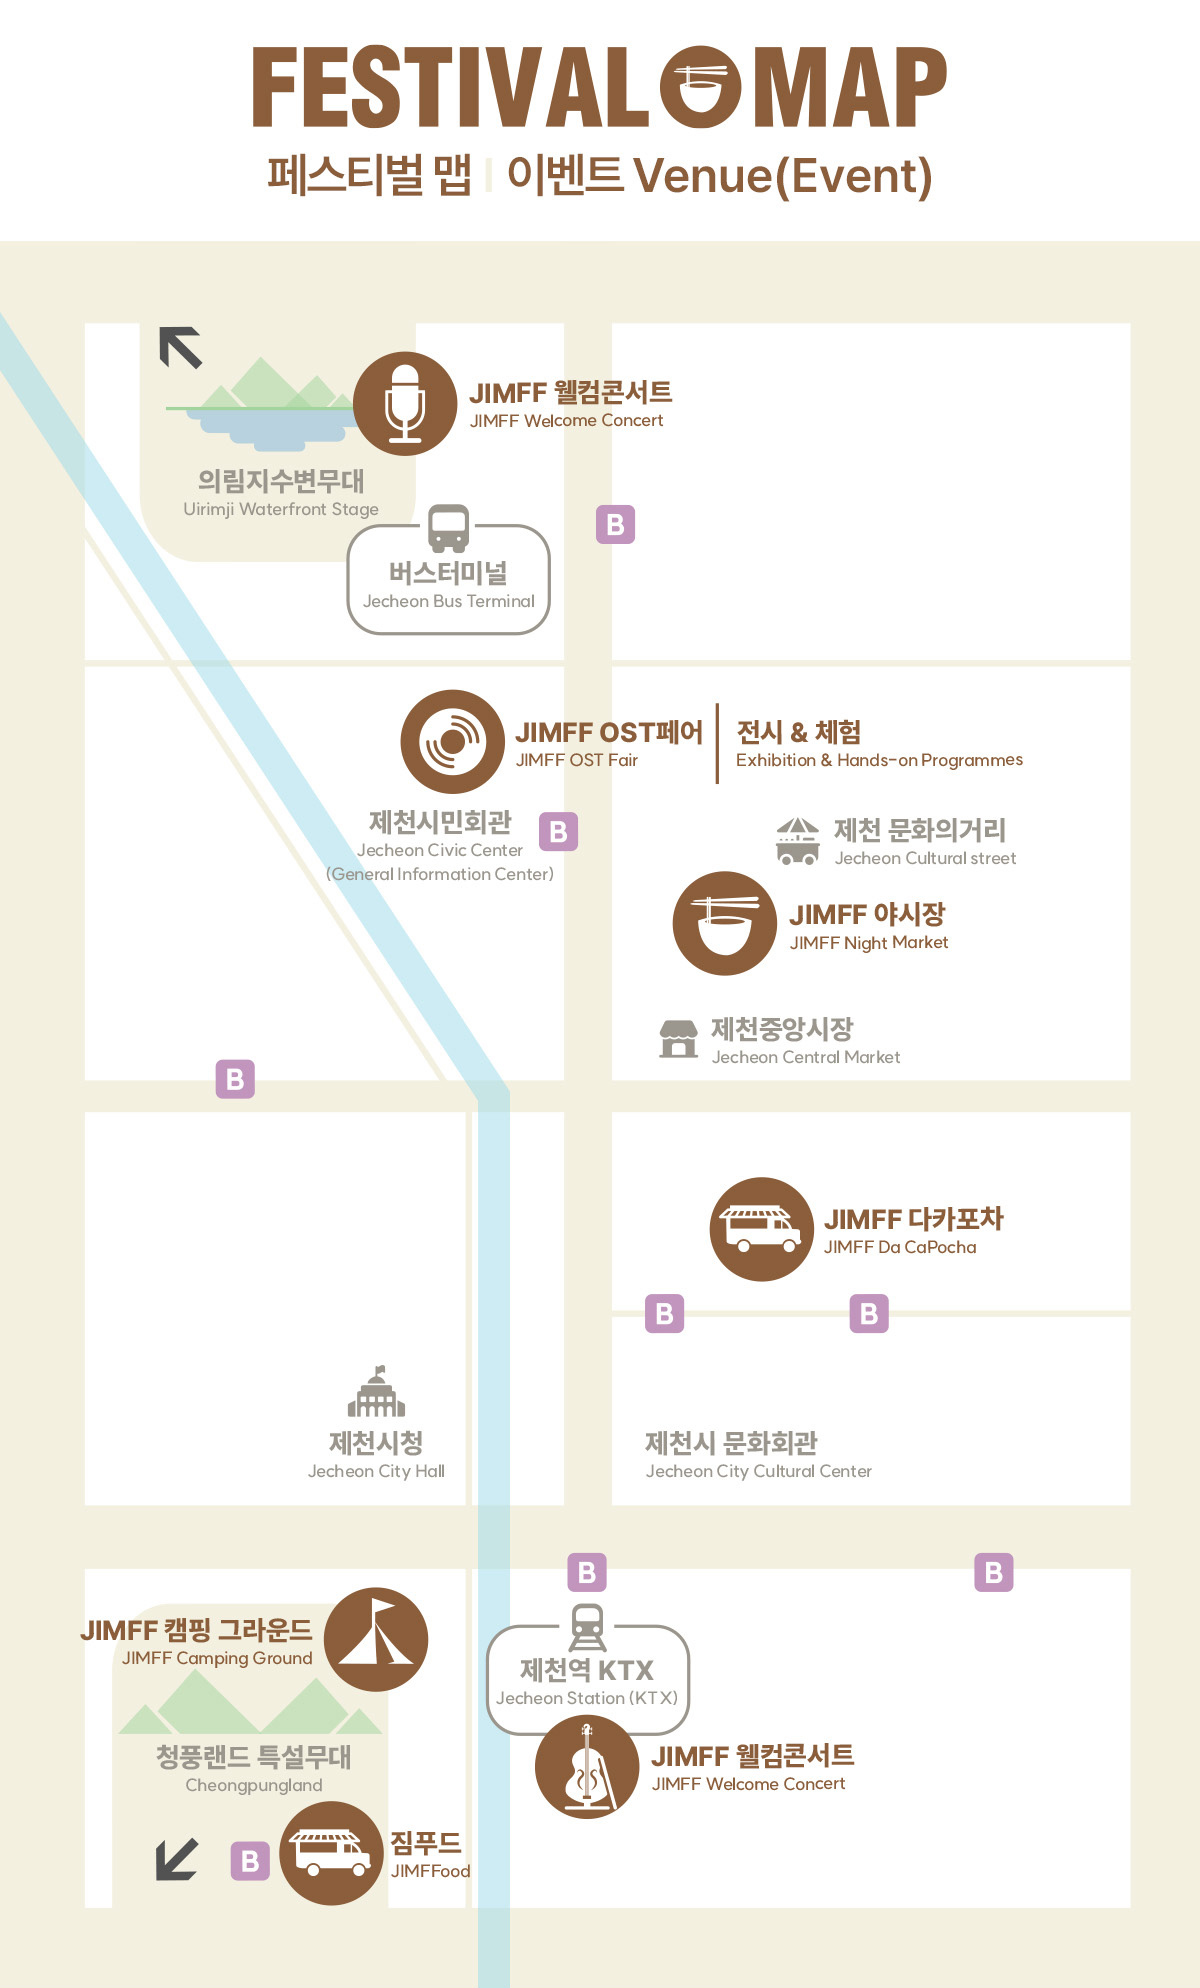 FESTIVAL MAP
페스티벌 맵 | 이벤트 Venue(Event)
JIMFF 웰컴콘서트
JIMFF Welcome Concert
의림지수변무대
Uirimji Waterfront Stage
B
버스터미널
Jecheon Bus Terminal
JIMFF OST페어
JIMFF OST Fair
전시 & 체험
Exhibition & Hands-on Programmes
제천시민회관
Jecheon Civic Center
(General Information Center)
B
제천 문화의거리
Jecheon Cultural street
JIMFF 야시장
JIMFF Night Market
제천중앙시장
Jecheon Central Market
B
JIMFF 다카포차
JIMFF Da CaPocha
B
B
제천시청
Jecheon City Hall
제천시 문화회관
Jecheon City Cultural Center
B
B
JIMFF 캠핑 그라운드
JIMFF Camping Ground
제천역 KTX
Jecheon Station (KTX)
청풍랜드 특설무대
Cheongpungland
JIMFF 웰컴콘서트
JIMFF Welcome Concert
B
짐푸드
JIMFFood